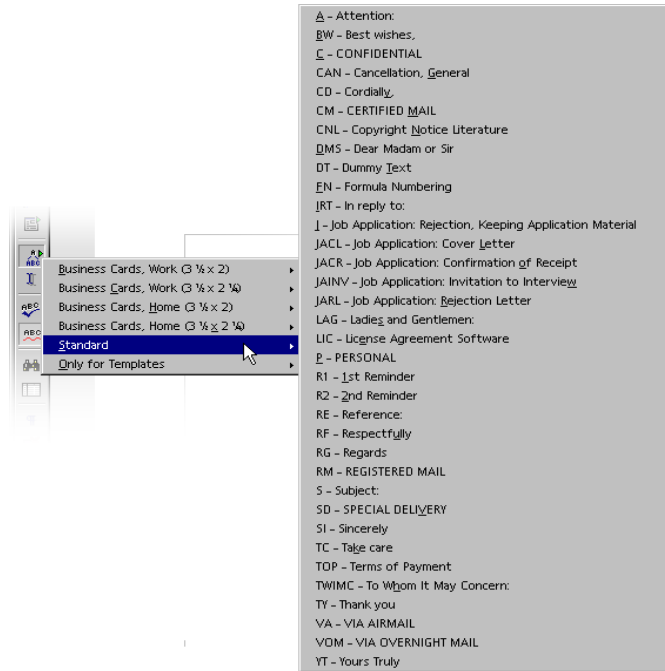 A - Attention:
BW - Best wishes,
C - CONFIDENTIAL
CAN - Cancellation, General
CD - Cordially,
CM - CERTIFIED MAIL
CNL - Copyright Notice Literature
DMS - Dear Madam or Sir
DT - Dummy Text
FN - Formula Numbering
IRT - In reply to:
J - Job Application: Rejection, Keeping Application Material
JACL - Job Application: Cover Letter
JACR - Job Application: Confirmation of Receipt
JAINV - Job Application: Invitation to Interview
JARL - Job Application: Rejection Letter
LAG - Ladies and Gentlemen:
LIC - License Agreement Software
P - PERSONAL
R1 - 1st Reminder
R2 - 2nd Reminder
RE - Reference:
RF - Respectfully
RG - Regards
RM - REGISTERED MAIL
S - Subject:
SD - SPECIAL DELIVERY
SI - Sincerely
TC - Take care
TOP - Terms of Payment
TWIMC - To Whom It May Concern:
TY - Thank you
VA - VIA AIRMAIL
VOM - VIA OVERNIGHT MAIL
YT - Yours Truly
A
ABC
ABC
ABC
Business Cards, Work (3 ½ x 2)
Business Cards, Work (3 ½ x 2 ¼)
Business Cards, Home (3 ½ x 2)
Business Cards, Home (3 ½ x 2 ¼)
Standard
Only for Templates